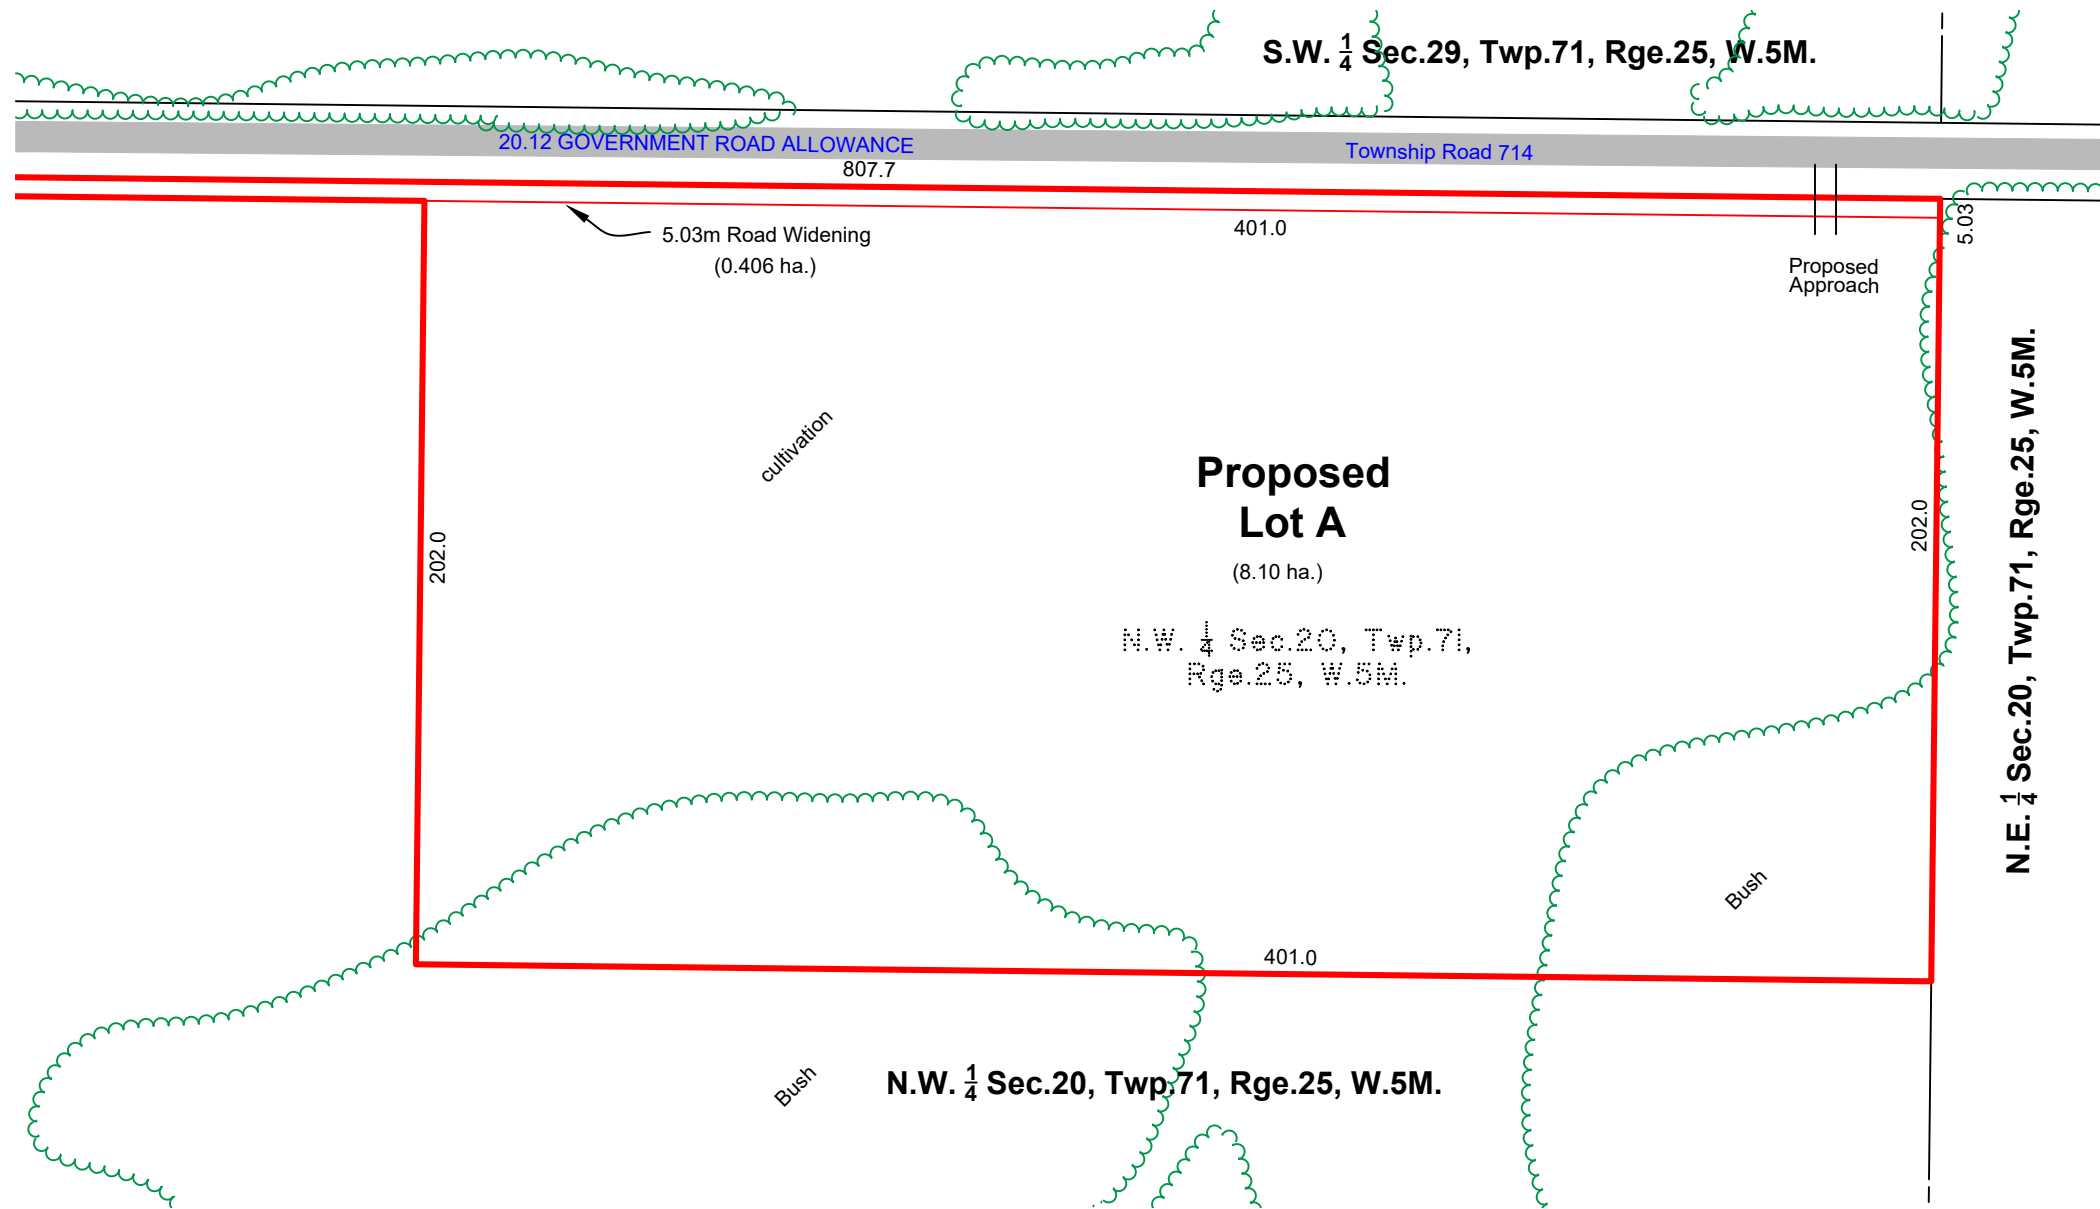 S.W. 1/4 Sec.29, Twp.71, Rge.25, W.5M.
20.12 GOVERNMENT ROAD ALLOWANCE
Township Road 714
807.7
5.03m Road Widening
(0.406 ha.)
401.0
5.03
Proposed
Approach
cultivation
Proposed
Lot A
(8.10 ha.)
202.0
202.0
N.W. 1/4 Sec.20, Twp.71,
Rge.25, W.5M.
N.E. 1/4 Sec.20, Twp.71, Rge.25, W.5M.
Bush
401.0
Bush
N.W. 1/4 Sec.20, Twp.71, Rge.25, W.5M.